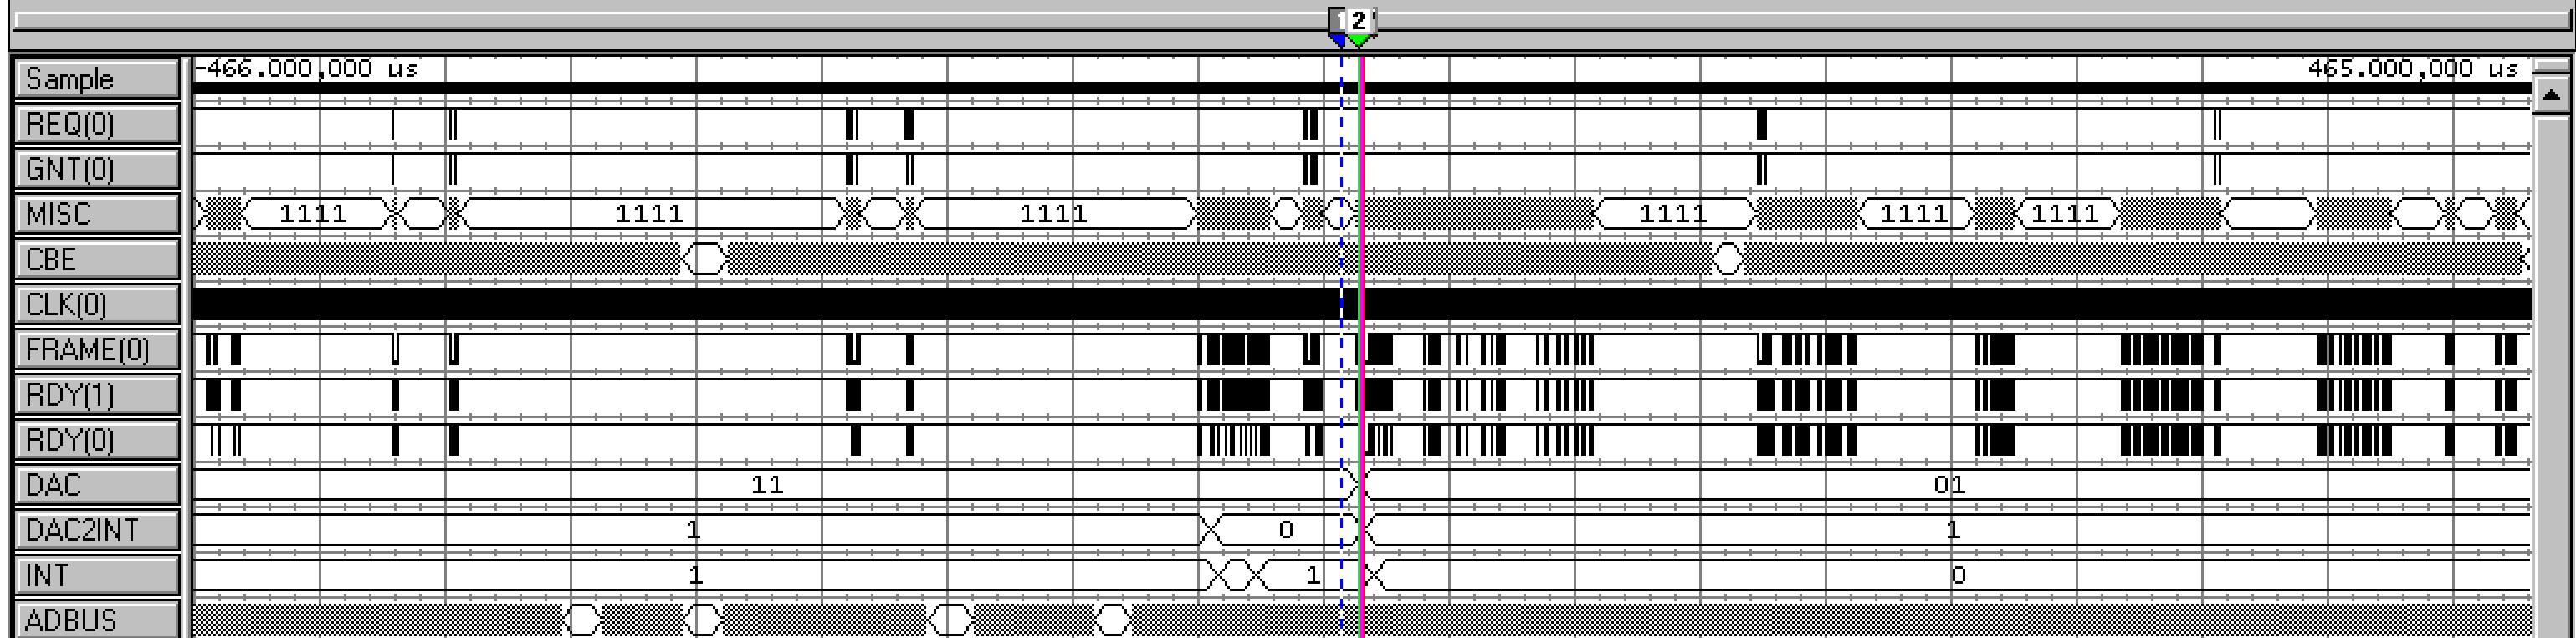 1 2
Sample -466.000,000 us 465.000,000 us
REQ(0)
GNT(0)
MISC 1111 1111 1111 1111 1111 1111
CBE
CLK(0)
FRAME(0)
RDY(1)
RDY(0)
DAC 11 01
DAC2INT 1 0 1
INT 1 1 0
ADBUS